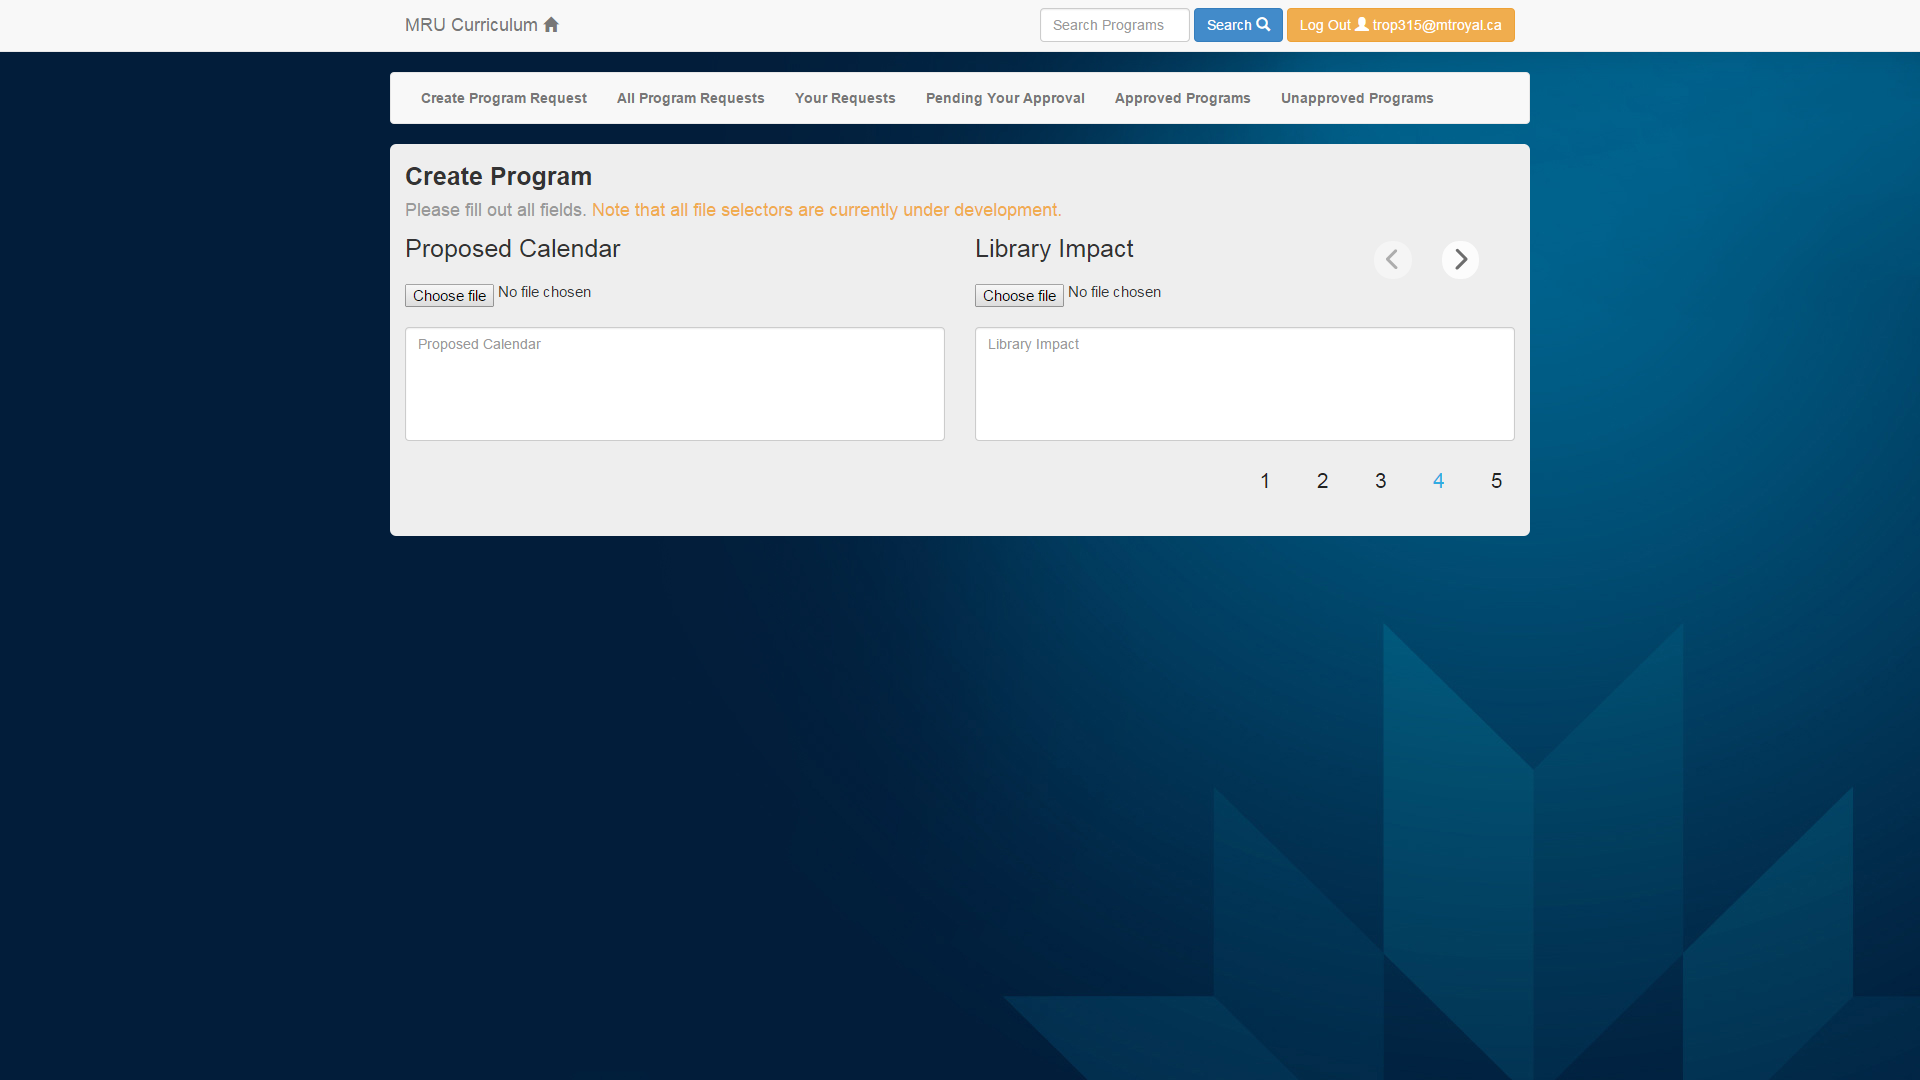 MRU Curriculum
Search Programs
Search
Log Out trop315@mtroyal.ca
Create Program Request
All Program Requests
Your Requests
Pending Your Approval
Approved Programs
Unapproved Programs
Create Program
Please fill out all fields. Note that all file selectors are currently under development.
Proposed Calendar
Choose file No file chosen
Proposed Calendar
Library Impact
Choose file No file chosen
Library Impact
1 2 3 4 5